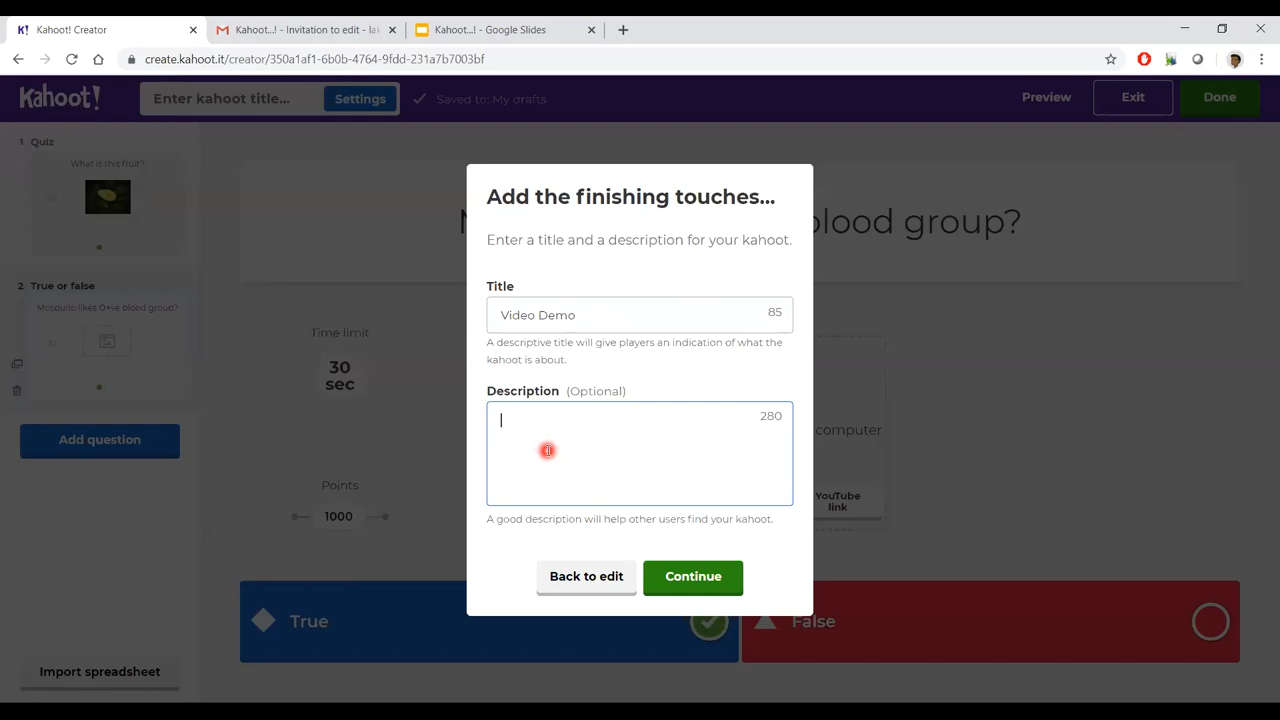 Kahoot! Creator
Kahoot...! - Invitation to edit - la
Kahoot...! - Google Slides
create.kahoot.it/creator/350a1af1-6b0b-4764-9fdd-231a7b7003bf
Kahoot!
Enter kahoot title...
Settings
Saved to: My drafts
Preview
Exit
Done
1 Quiz
What is this fruit?
2 True or false
Mosquito likes O+ve blood group?
Add question
Import spreadsheet
Time limit
30
sec
Points
1000
M
blood group?
computer
YouTube
link
Add the finishing touches...
Enter a title and a description for your kahoot.
Title
Video Demo
85
A descriptive title will give players an indication of what the
kahoot is about.
Description (Optional)
280
A good description will help other users find your kahoot.
Back to edit
Continue
True
False